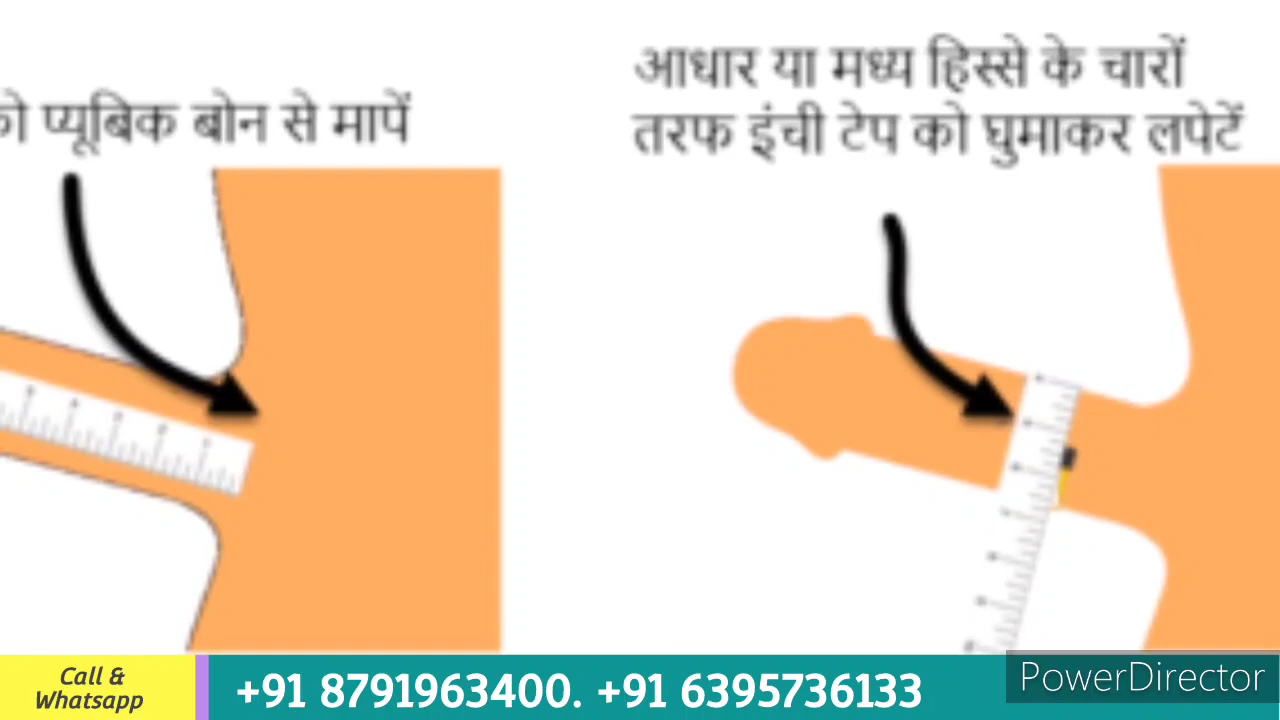 को प्यूबिक बोन से मापें
आधार या मध्य हिस्से के चारों
तरफ इंची टेप को घुमाकर लपेटें
Call &
Whatsapp
+91 8791963400. +91 6395736133
PowerDirector